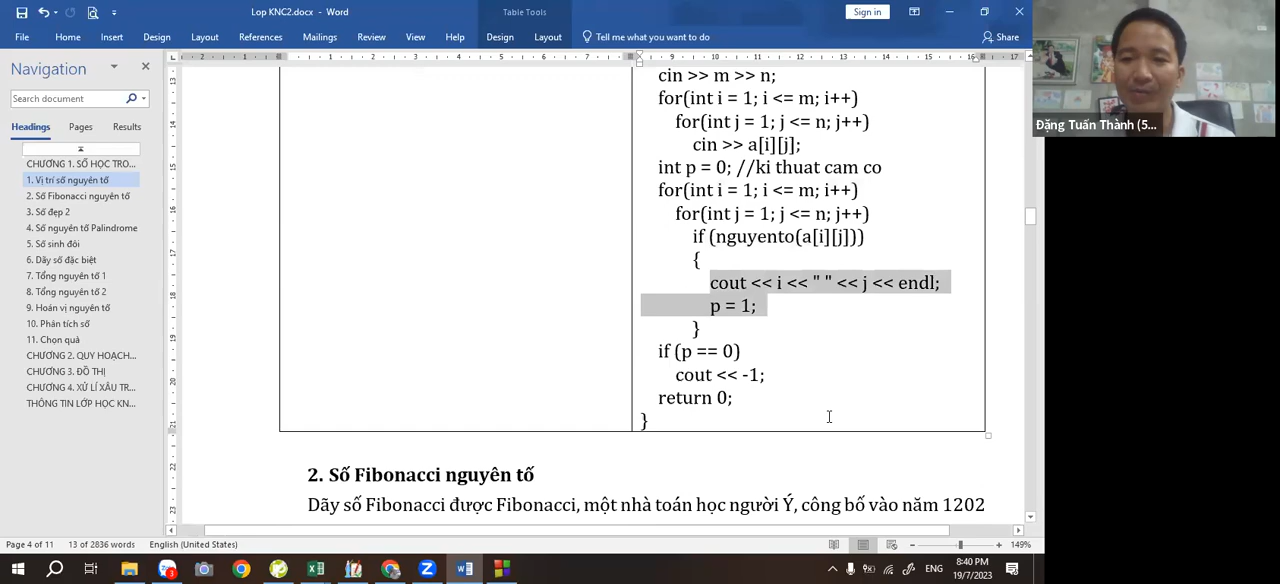 Lop KNC2.docx - Word
Table Tools
Sign in
File
Home
Insert
Design
Layout
References
Mailings
Review
View
Help
Design
Layout
Tell me what you want to do
Share
Navigation
Search document
Headings
Pages
Results
CHƯƠNG 1. SỐ HỌC TRO...
1. Vị trí số nguyên tố
2. Số Fibonacci nguyên tố
3. Số đẹp 2
4. Số nguyên tố Palindrome
5. Số sinh đôi
6. Dãy số đặc biệt
7. Tổng nguyên tố 1
8. Tổng nguyên tố 2
9. Hoán vị nguyên tố
10. Phân tích số
11. Chọn quà
CHƯƠNG 2. QUY HOẠCH...
CHƯƠNG 3. ĐỒ THỊ
CHƯƠNG 4. XỬ LÍ XÂU TR...
THÔNG TIN LỚP HỌC KN...
cin >> m >> n;
for(int i = 1; i <= m; i++)
for(int j = 1; j <= n; j++)
cin >> a[i][j];
int p = 0; //ki thuat cam co
for(int i = 1; i <= m; i++)
for(int j = 1; j <= n; j++)
if (nguyento(a[i][j]))
{
cout << i << " " << j << endl;
p = 1;
}
if (p == 0)
cout << -1;
return 0;
}
2. Số Fibonacci nguyên tố
Dãy số Fibonacci được Fibonacci, một nhà toán học người Ý, công bố vào năm 1202
Đặng Tuấn Thành (5...
Page 4 of 11
13 of 2836 words
English (United States)
149%
ENG
8:40 PM
19/7/2023